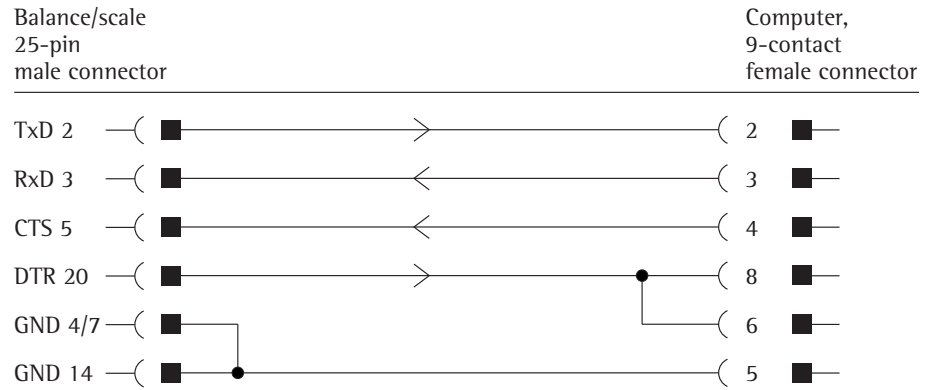 Balance/scale
25-pin
male connector
Computer,
9-contact
female connector
TxD 2 2
RxD 3 3
CTS 5 4
DTR 20 8
GND 4/7 6
GND 14 5